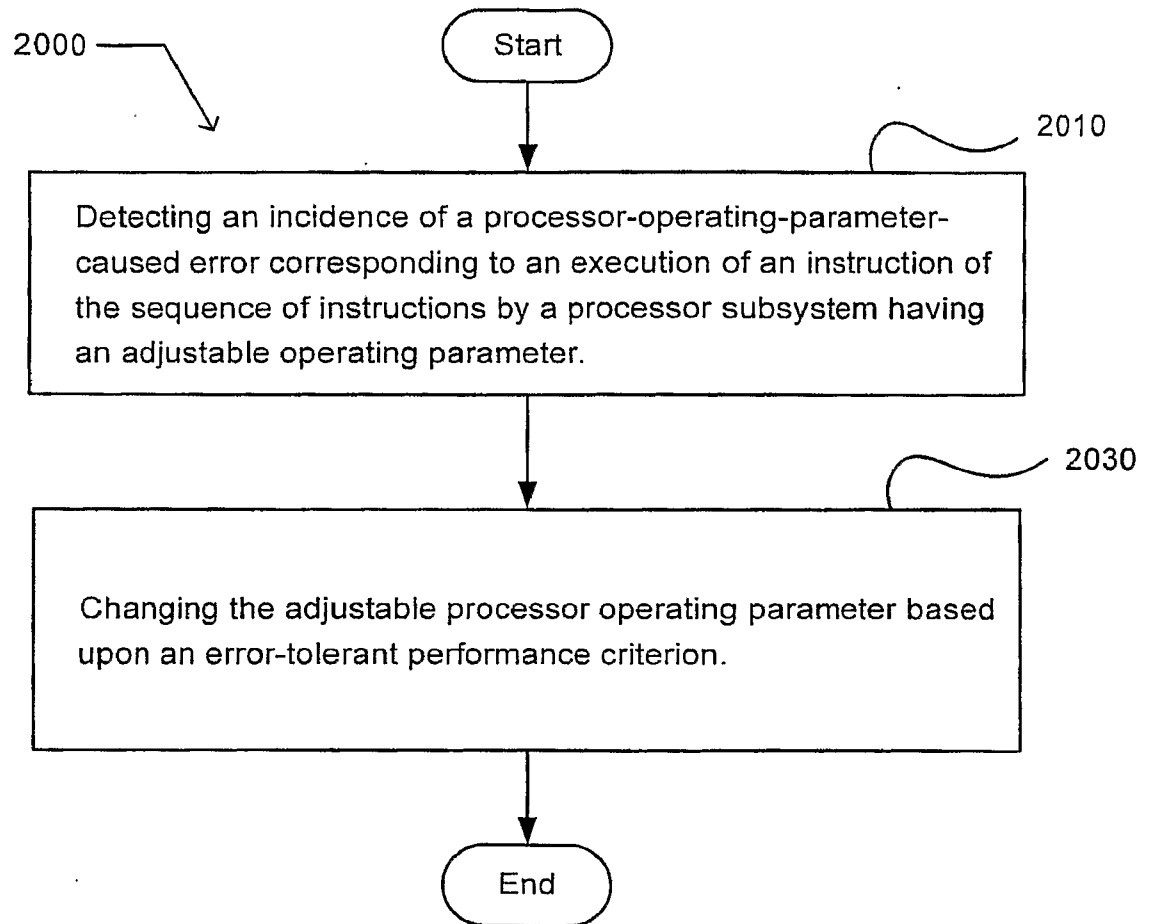 2000
Start
2010
Detecting an incidence of a processor-operating-parameter-
caused error corresponding to an execution of an instruction of
the sequence of instructions by a processor subsystem having
an adjustable operating parameter.
2030
Changing the adjustable processor operating parameter based
upon an error-tolerant performance criterion.
End